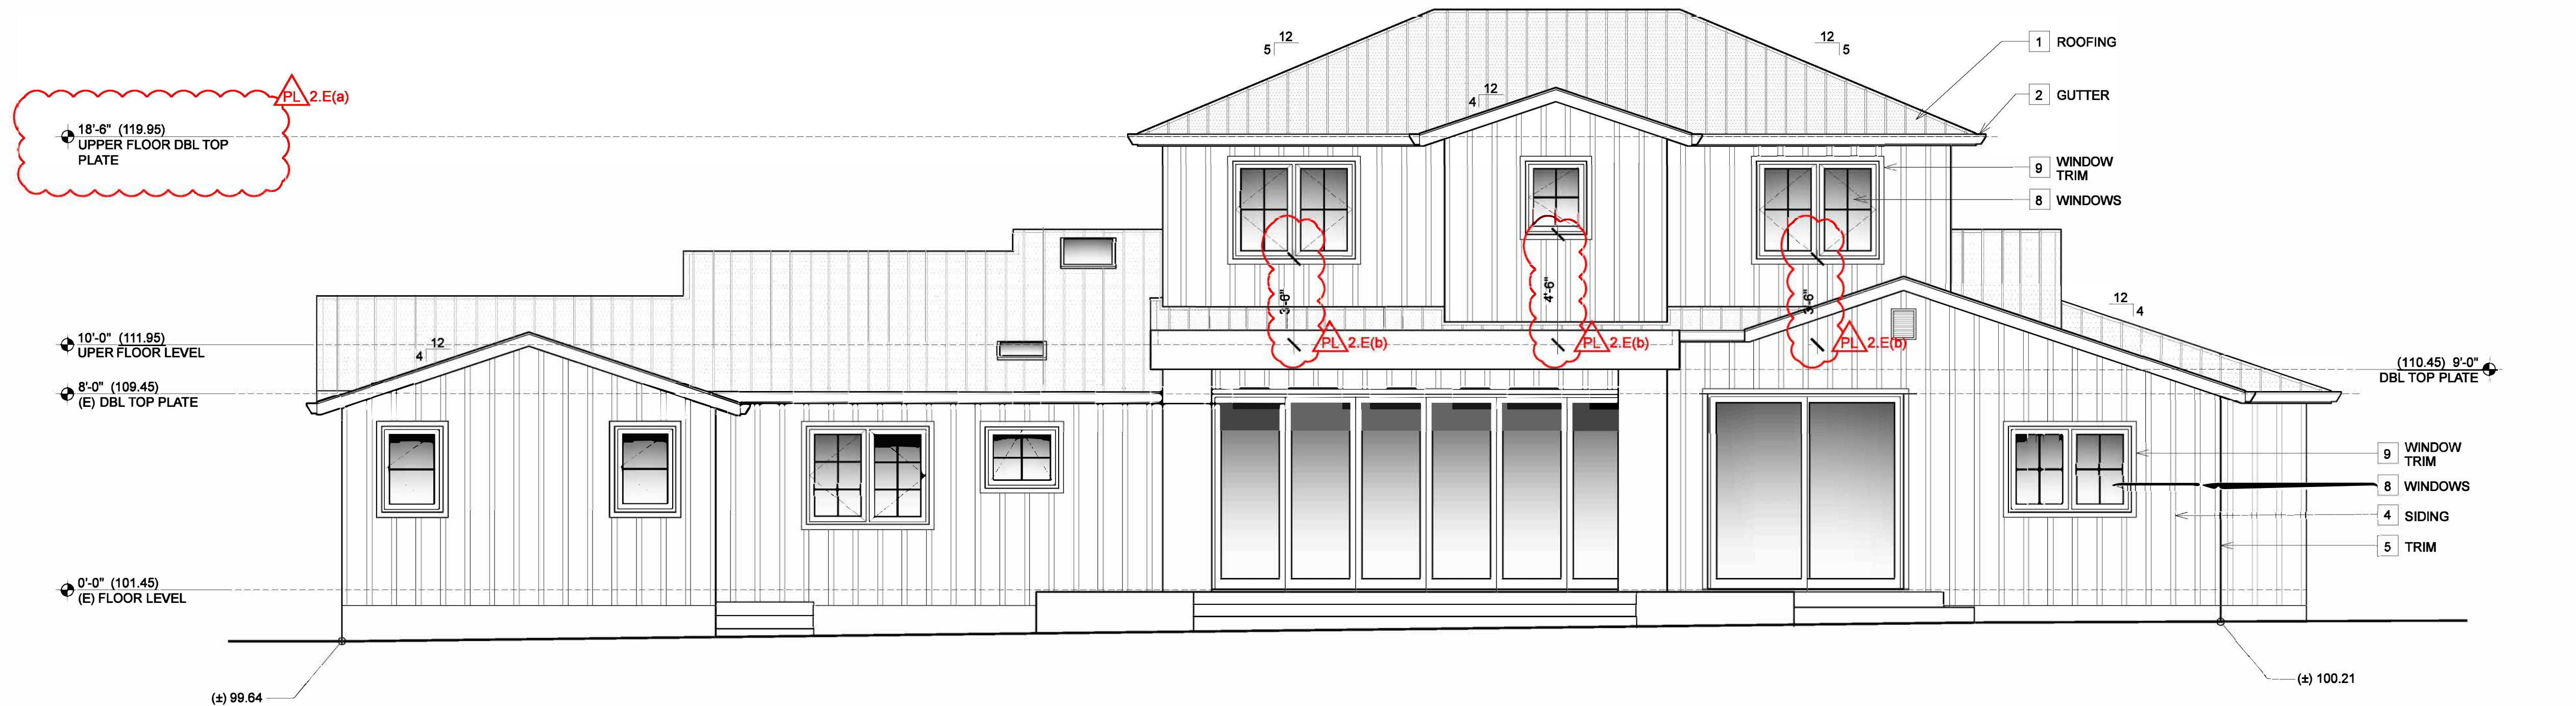 12
5
12
5
1 ROOFING
PL 2.E(a)
12
4
2 GUTTER
18'-6" (119.95)
UPPER FLOOR DBL TOP
PLATE
9 WINDOW
TRIM
8 WINDOWS
3'-6"
4'-6"
3'-6"
12
4
10'-0" (111.95)
UPER FLOOR LEVEL
12
4
PL 2.E(b)
PL 2.E(b)
PL 2.E(b)
(110.45) 9'-0"
DBL TOP PLATE
8'-0" (109.45)
(E) DBL TOP PLATE
9 WINDOW
TRIM
8 WINDOWS
4 SIDING
5 TRIM
0'-0" (101.45)
(E) FLOOR LEVEL
(±) 99.64
(±) 100.21